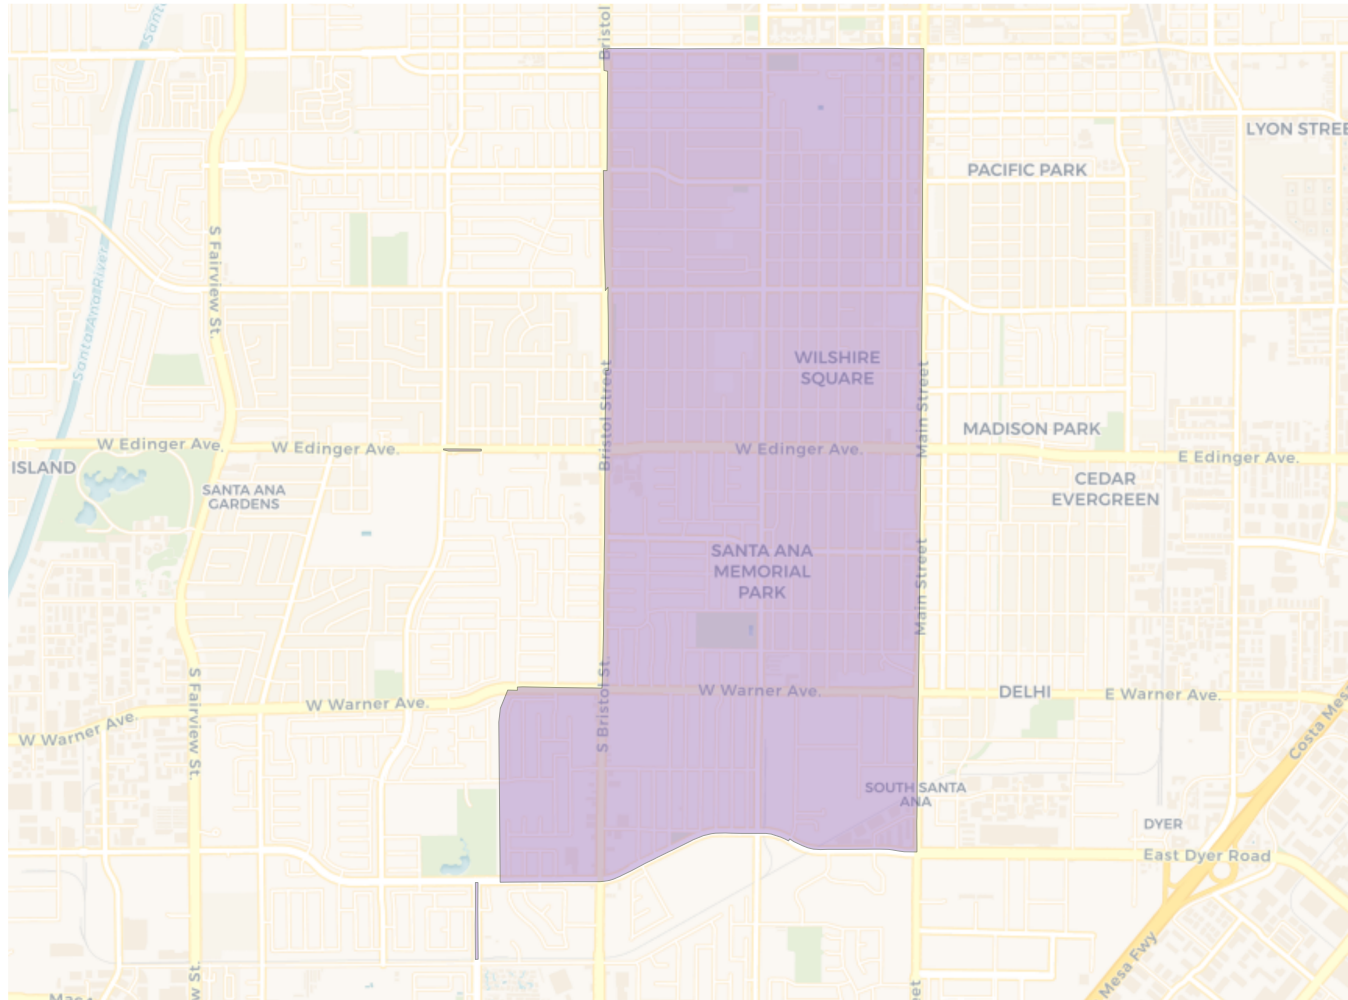 Santa
Bristol
LYON STREE
PACIFIC PARK
S Fairview St.
Santa Ana River
WILSHIRE
SQUARE
Bristol Street
Main Street
MADISON PARK
W Edinger Ave.
W Edinger Ave.
W Edinger Ave.
E Edinger Ave.
ISLAND
SANTA ANA
GARDENS
CEDAR
EVERGREEN
SANTA ANA
MEMORIAL
PARK
Main Street
S Bristol St.
S Fairview St.
W Warner Ave.
W Warner Ave.
W Warner Ave.
DELHI
E Warner Ave.
Costa Mes
SOUTH SANTA
ANA
DYER
East Dyer Road
Mesa Fwy
St.
eet